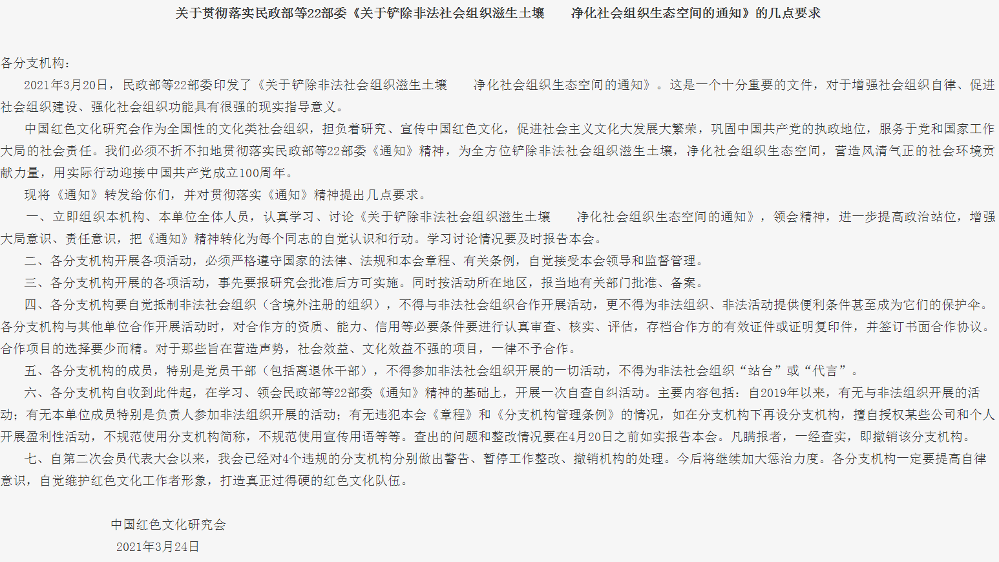 关于贯彻落实民政部等22部委《关于铲除非法社会组织滋生土壤　　净化社会组织生态空间的通知》的几点要求
各分支机构：
2021年3月20日，民政部等22部委印发了《关于铲除非法社会组织滋生土壤　　净化社会组织生态空间的通知》。这是一个十分重要的文件，对于增强社会组织自律、促进
社会组织建设、强化社会组织功能具有很强的现实指导意义。
中国红色文化研究会作为全国性的文化类社会组织，担负着研究、宣传中国红色文化，促进社会主义文化大发展大繁荣，巩固中国共产党的执政地位，服务于党和国家工作
大局的社会责任。我们必须不折不扣地贯彻落实民政部等22部委《通知》精神，为全方位铲除非法社会组织滋生土壤，净化社会组织生态空间，营造风清气正的社会环境贡
献力量，用实际行动迎接中国共产党成立100周年。
现将《通知》转发给你们，并对贯彻落实《通知》精神提出几点要求。
一、立即组织本机构、本单位全体人员，认真学习、讨论《关于铲除非法社会组织滋生土壤　　净化社会组织生态空间的通知》，领会精神，进一步提高政治站位，增强
大局意识、责任意识，把《通知》精神转化为每个同志的自觉认识和行动。学习讨论情况要及时报告本会。
二、各分支机构开展各项活动，必须严格遵守国家的法律、法规和本会章程、有关条例，自觉接受本会领导和监督管理。
三、各分支机构开展的各项活动，事先要报研究会批准后方可实施。同时按活动所在地区，报当地有关部门批准、备案。
四、各分支机构要自觉抵制非法社会组织（含境外注册的组织），不得与非法社会组织合作开展活动，更不得为非法组织、非法活动提供便利条件甚至成为它们的保护伞。
各分支机构与其他单位合作开展活动时，对合作方的资质、能力、信用等必要条件要进行认真审查、核实、评估，存档合作方的有效证件或证明复印件，并签订书面合作协议。
合作项目的选择要少而精。对于那些旨在营造声势，社会效益、文化效益不强的项目，一律不予合作。
五、各分支机构的成员，特别是党员干部（包括离退休干部），不得参加非法社会组织开展的一切活动，不得为非法社会组织“站台”或“代言”。
六、各分支机构自收到此件起，在学习、领会民政部等22部委《通知》精神的基础上，开展一次自查自纠活动。主要内容包括：自2019年以来，有无与非法组织开展的活
动；有无本单位成员特别是负责人参加非法组织开展的活动；有无违犯本会《章程》和《分支机构管理条例》的情况，如在分支机构下再设分支机构，擅自授权某些公司和个人
开展盈利性活动，不规范使用分支机构简称，不规范使用宣传用语等等。查出的问题和整改情况要在4月20日之前如实报告本会。凡瞒报者，一经查实，即撤销该分支机构。
七、自第二次会员代表大会以来，我会已经对4个违规的分支机构分别做出警告、暂停工作整改、撤销机构的处理。今后将继续加大惩治力度。各分支机构一定要提高自律
意识，自觉维护红色文化工作者形象，打造真正过得硬的红色文化队伍。
中国红色文化研究会
2021年3月24日